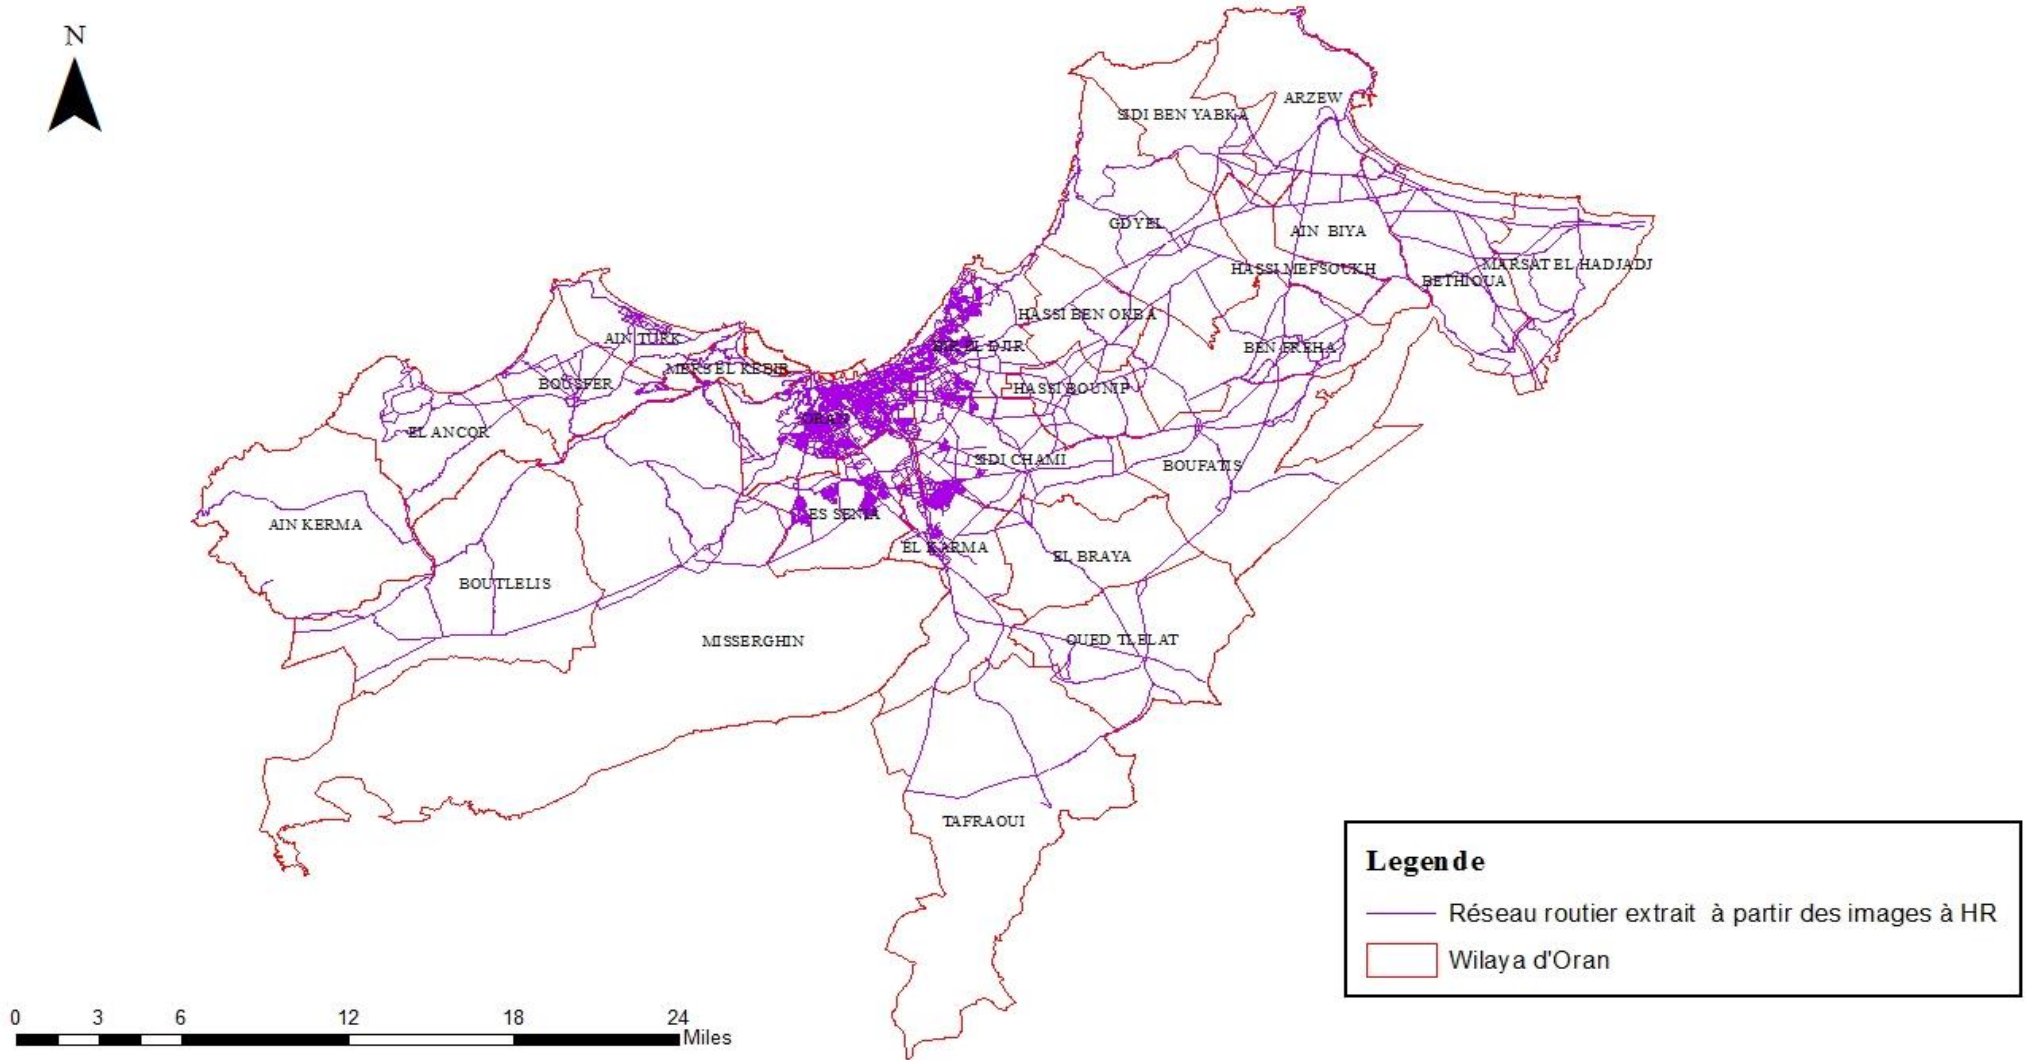 N
ARZEW
SIDI BEN YABKA
GDYEL
AIN BIYA
HASSI MEFSOUKH
MARSAT EL HADJADJ
BETHIOUA
HASSI BEN OKBA
AIN TURK
BIR EL DJIR
BEN FREHA
MERS EL KEBIR
BOUSFER
HASSI BOUNIF
ORAN
EL ANCOR
SIDI CHAMI
BOUFATIS
ES SENIA
AIN KERMA
EL KARMA
EL BRAYA
BOUTLELIS
MISSERGHIN
OUED TLELAT
TAFRAOUI
Legende
Réseau routier extrait à partir des images à HR
Wilaya d'Oran
0 3 6 12 18 24
Miles